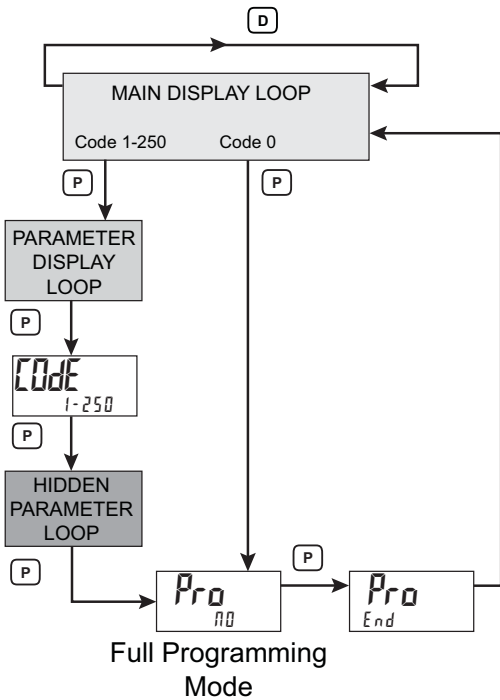 D
MAIN DISPLAY LOOP
Code 1-250 Code 0
P P
PARAMETER
DISPLAY
LOOP
P
COdE
1-250
P
HIDDEN
PARAMETER
LOOP
P
P
Pro
NO
Pro
End
Full Programming
Mode